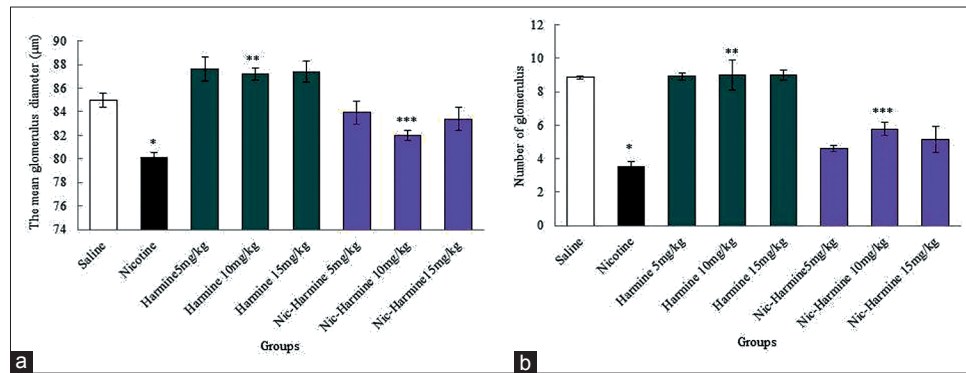 The mean glomerulus diameter (μm)
90
88
86
84
82
80
78
76
74
*
**
***
Saline
Nicotine
Harmine5mg/kg
Harmine 10mg/kg
Harmine 15mg/kg
Nic-Harmine 5mg/kg
Nic-Harmine 10mg/kg
Nic-Harmine15mg/kg
Groups
a
Number of glomerulus
12
10
8
6
4
2
0
*
**
***
Saline
Nicotine
Harmine 5mg/kg
Harmine 10mg/kg
Harmine 15mg/kg
Nic-Harmine5mg/kg
Nic-Harmine 10mg/kg
Nic-Harmine 15mg/kg
Groups
b